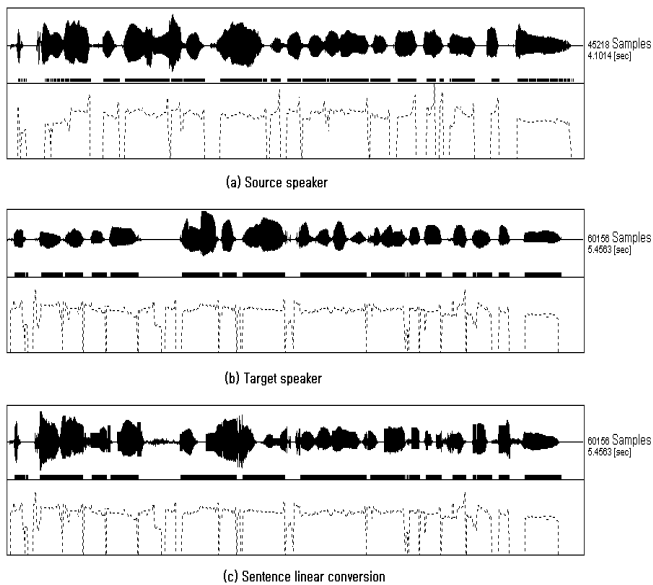 45218 Samples
4.1014 [sec]
(a) Source speaker
60156 Samples
5.4563 [sec]
(b) Target speaker
60156 Samples
5.4563 [sec]
(c) Sentence linear conversion